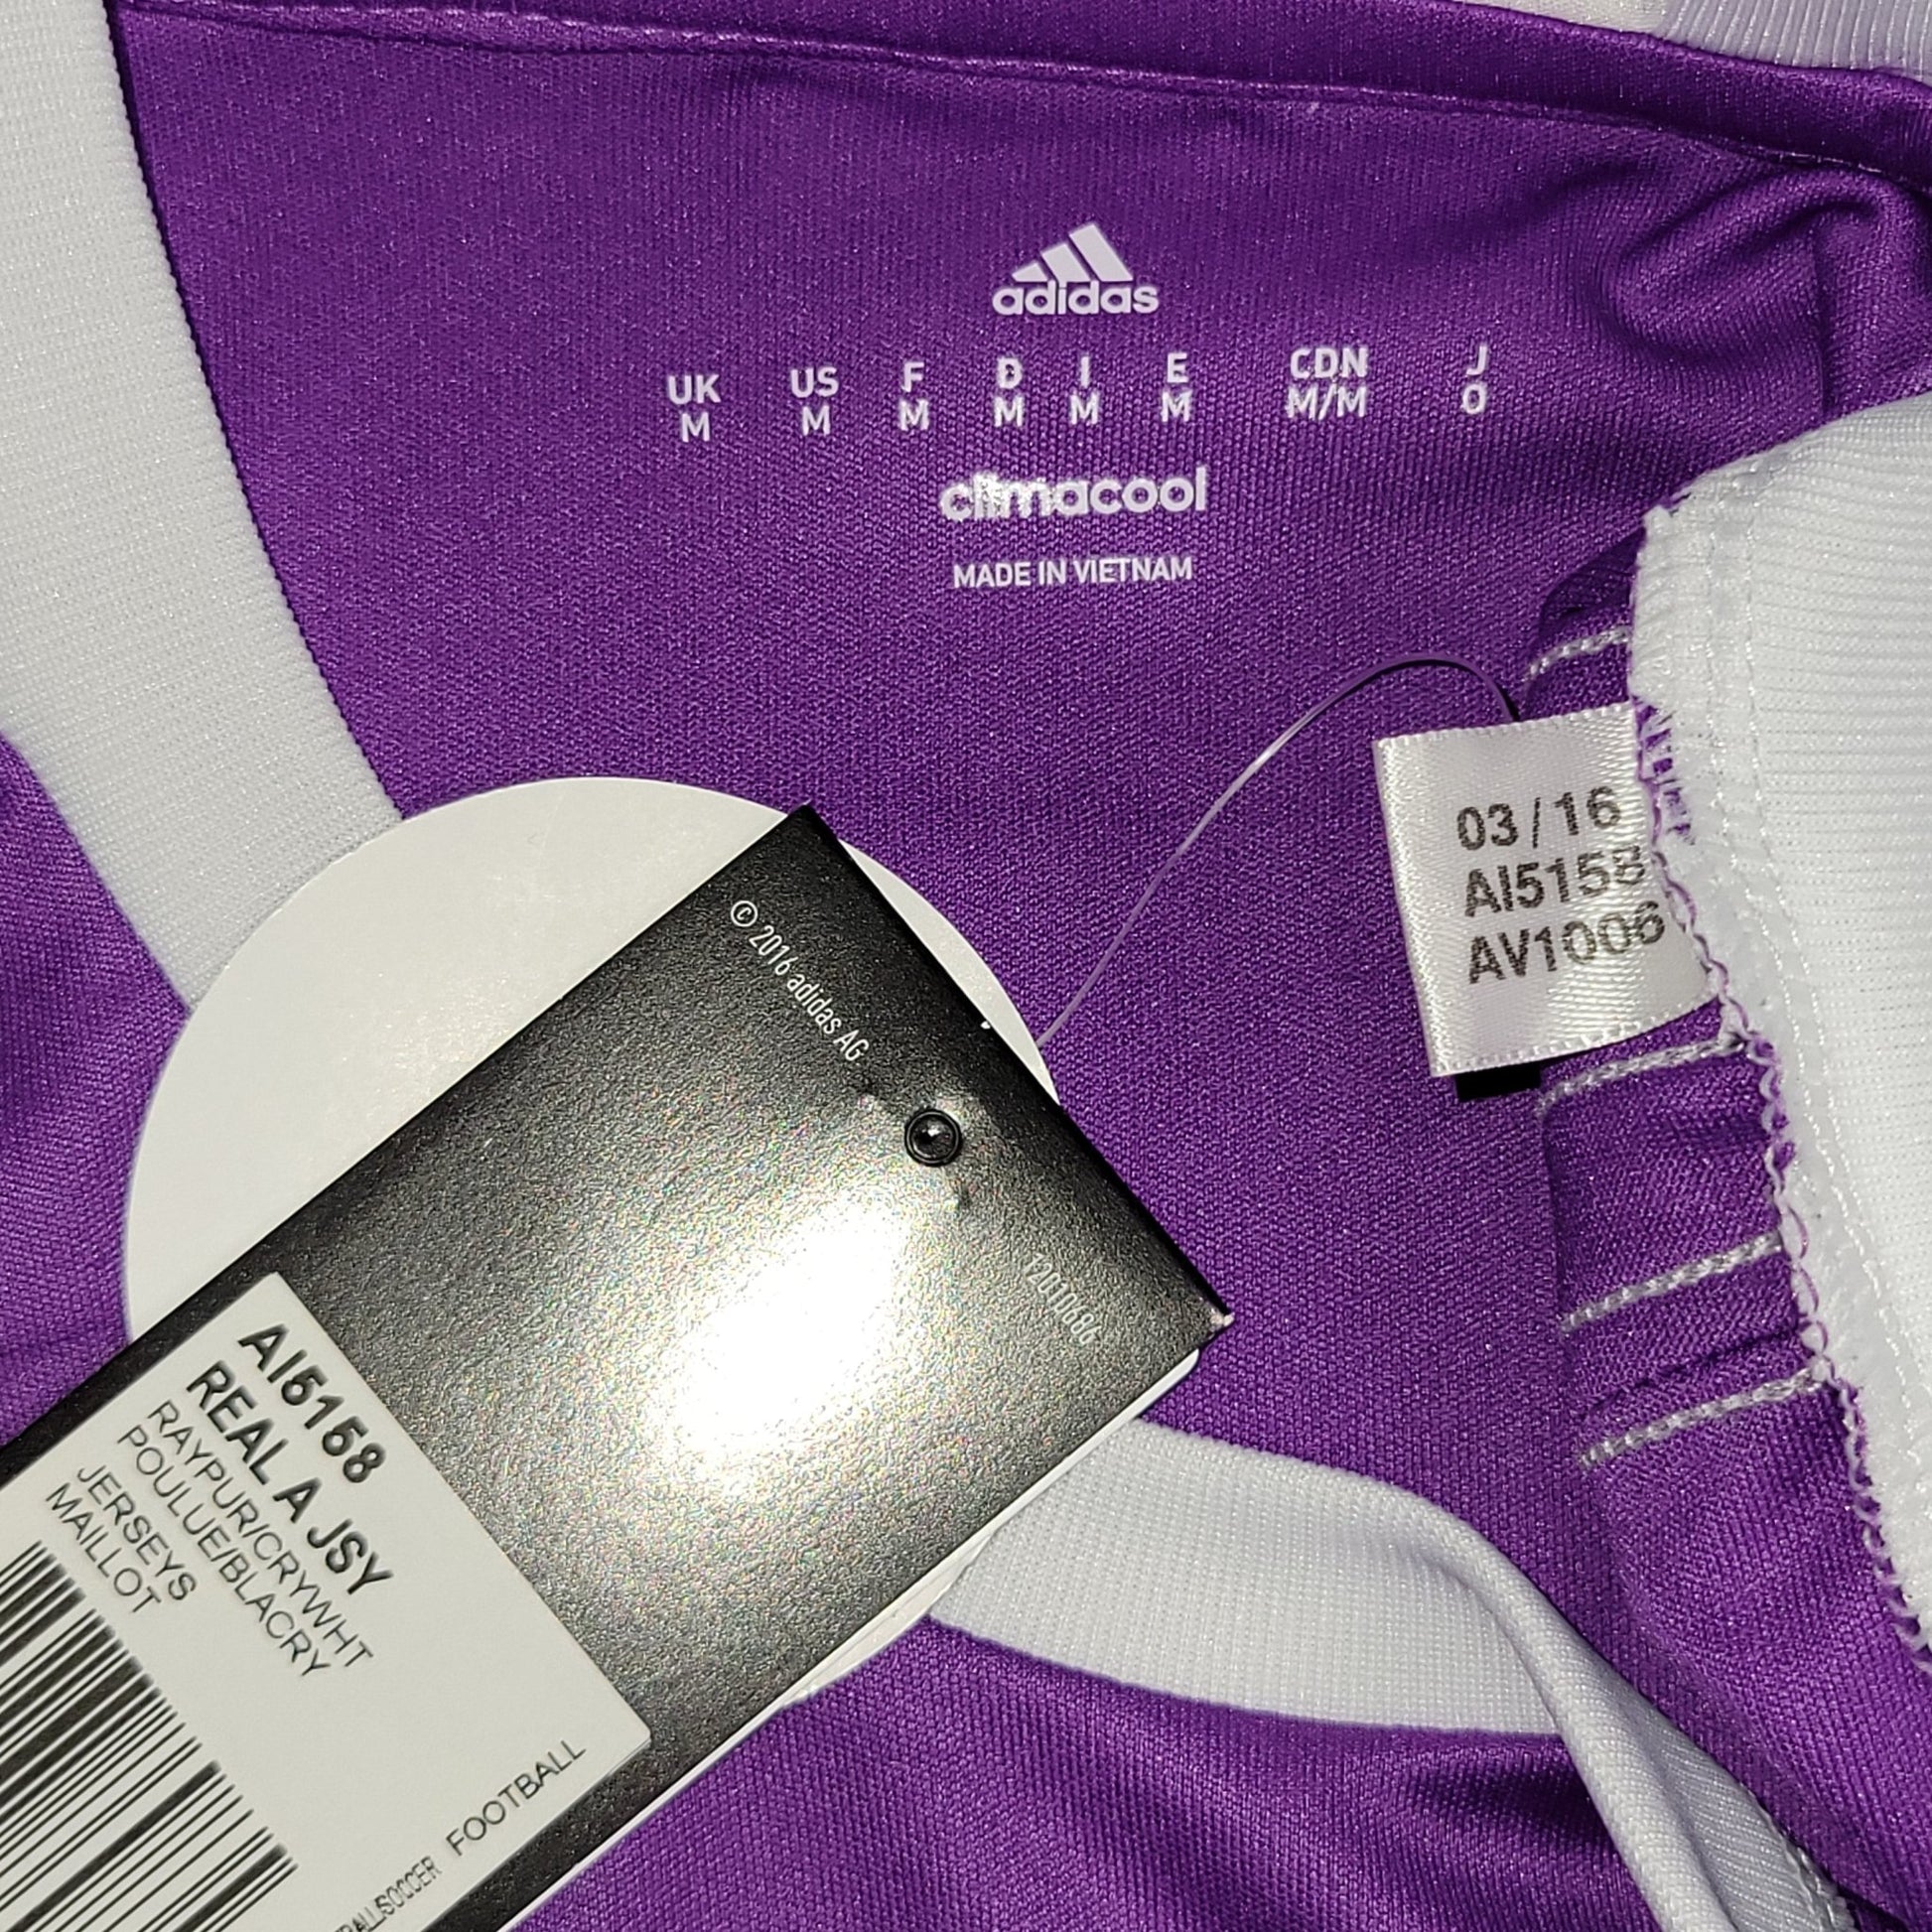 adidas
UK US F D I E CDN J
M M M M M M M/M O
climacool
MADE IN VIETNAM
03/16
AI5158
AV1006
© 2016 adidas AG
12010686
AI5158
REAL A JSY
RAYPUR/CRYWHT
POULUE/BLACRY
JERSEYS
MAILLOT
FOOTBALL